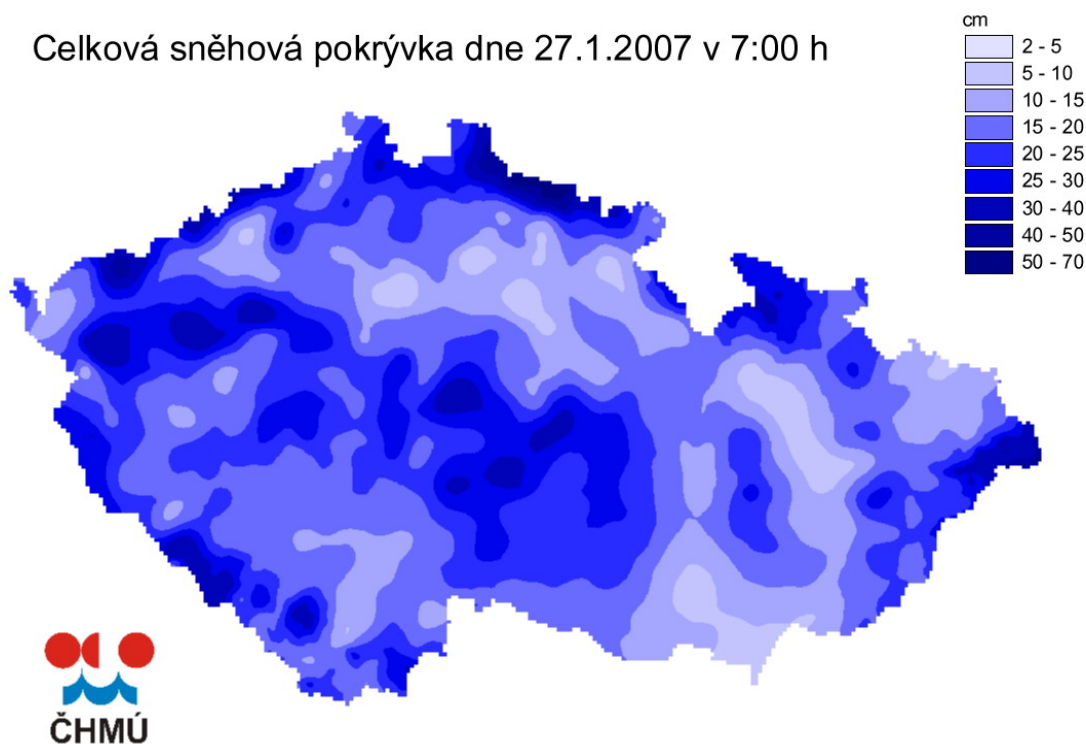 Celková sněhová pokrývka dne 27.1.2007 v 7:00 h
cm
2 - 5
5 - 10
10 - 15
15 - 20
20 - 25
25 - 30
30 - 40
40 - 50
50 - 70
ČHMÚ